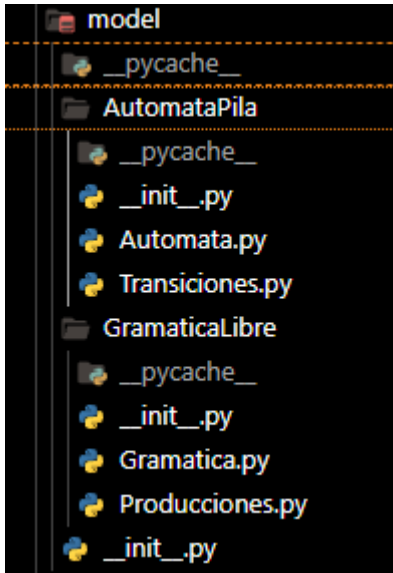 model
__pycache__
AutomataPila
__pycache__
__init__.py
Automata.py
Transiciones.py
GramaticaLibre
__pycache__
__init__.py
Gramatica.py
Producciones.py
__init__.py